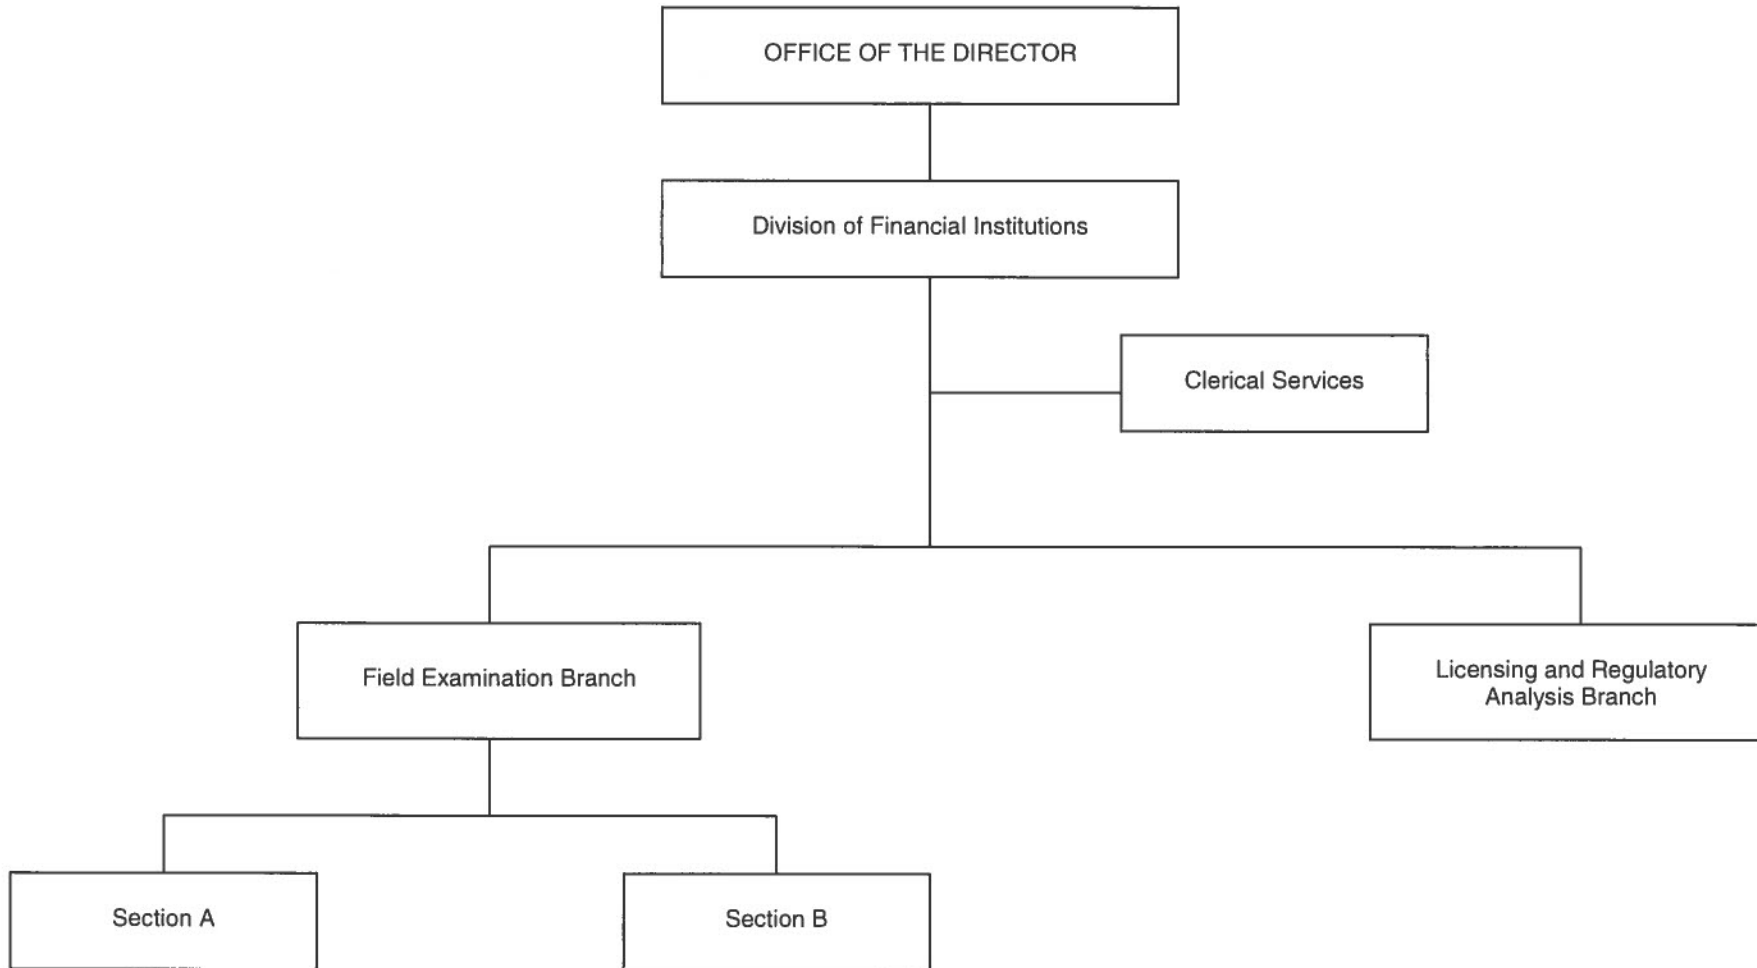 OFFICE OF THE DIRECTOR
Division of Financial Institutions
Clerical Services
Field Examination Branch
Licensing and Regulatory
Analysis Branch
Section A
Section B